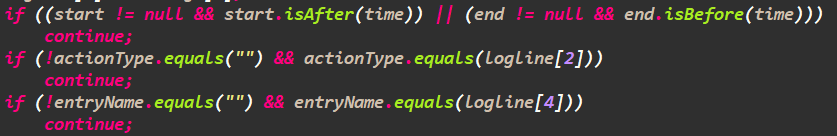 if ((start != null && start.isAfter(time)) || (end != null && end.isBefore(time)))
    continue;
if (!actionType.equals("") && actionType.equals(logline[2]))
    continue;
if (!entryName.equals("") && entryName.equals(logline[4]))
    continue;